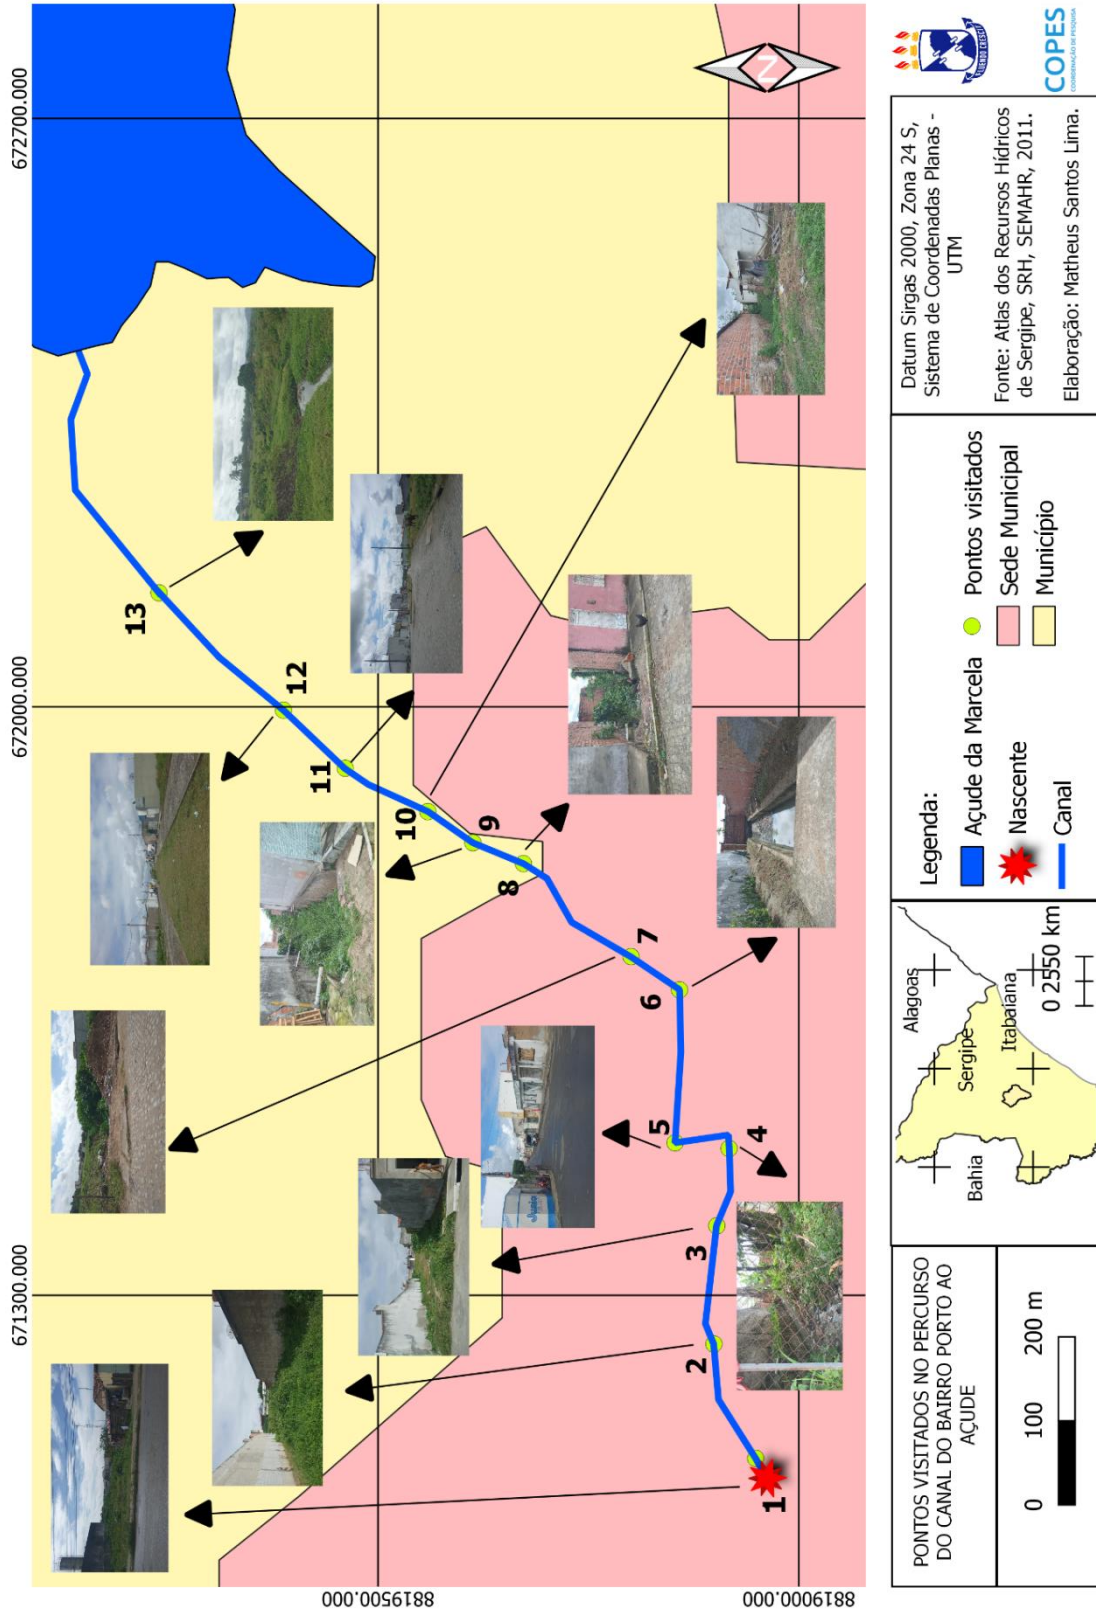 671300.000
672000.000
672700.000
8819500.000
8819000.000
1
2
3
4
5
6
7
8
9
10
11
12
13
N
PONTOS VISITADOS NO PERCURSO
DO CANAL DO BAIRRO PORTO AO
AÇUDE
0 100 200 m
Alagoas
Sergipe
Bahia
Itabaiana
0 2550 km
Legenda:
Açude da Marcela
Nascente
Canal
Pontos visitados
Sede Municipal
Município
Datum Sirgas 2000, Zona 24 S,
Sistema de Coordenadas Planas -
UTM
Fonte: Atlas dos Recursos Hídricos
de Sergipe, SRH, SEMAHR, 2011.
Elaboração: Matheus Santos Lima.
COPES
COORDENAÇÃO DE PESQUISA